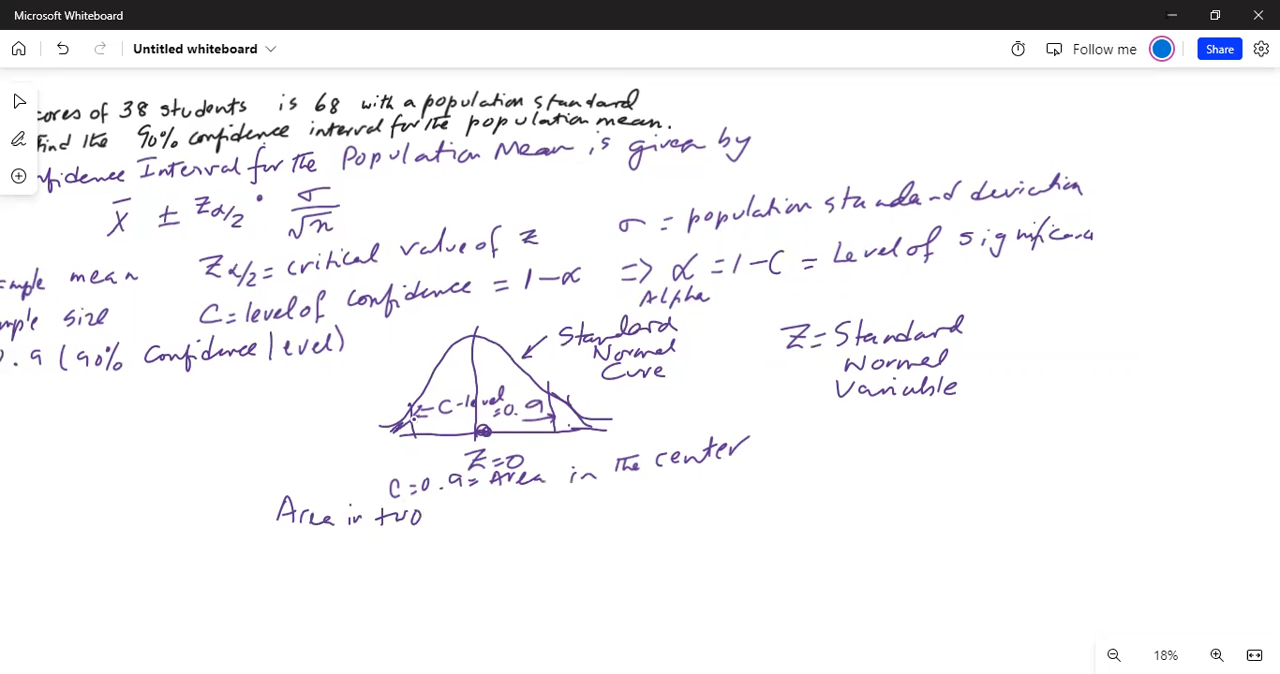 Microsoft Whiteboard
Untitled whiteboard
Follow me
Share
cores of 38 students is 68 with a population standard
Find the 90% confidence interval for the population mean.
nfidence Interval for the Population Mean is given by
X̄ ± Zα/2 · σ/√n
σ = population standard deviation
Zα/2 = critical value of Z
ample mean
C = level of confidence = 1-α => α = 1-C = Level of significan
Alpha
mple size
0.9 (90% Confidence level)
Standard
Normal
Curve
Z = Standard
Normal
Variable
C-level
=0.9
Z=0
C=0.9= Area in the center
Area in two
18%